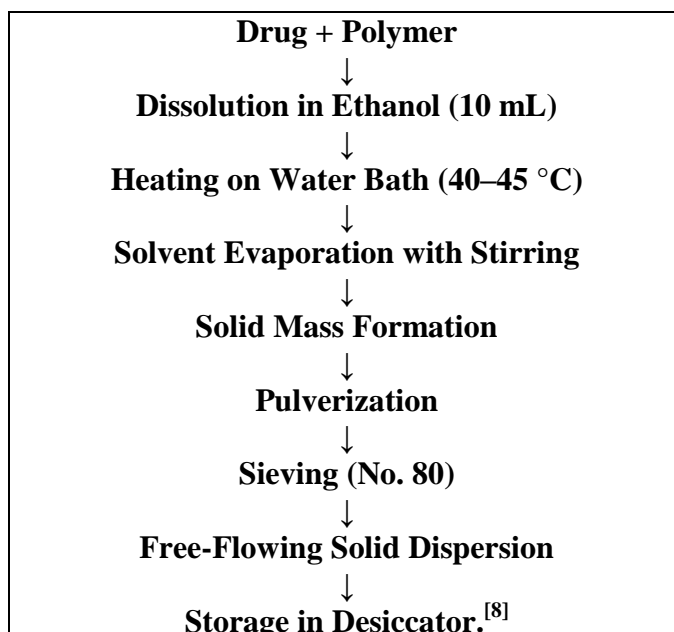 Drug + Polymer
↓
Dissolution in Ethanol (10 mL)
↓
Heating on Water Bath (40–45 °C)
↓
Solvent Evaporation with Stirring
↓
Solid Mass Formation
↓
Pulverization
↓
Sieving (No. 80)
↓
Free-Flowing Solid Dispersion
↓
Storage in Desiccator.[8]